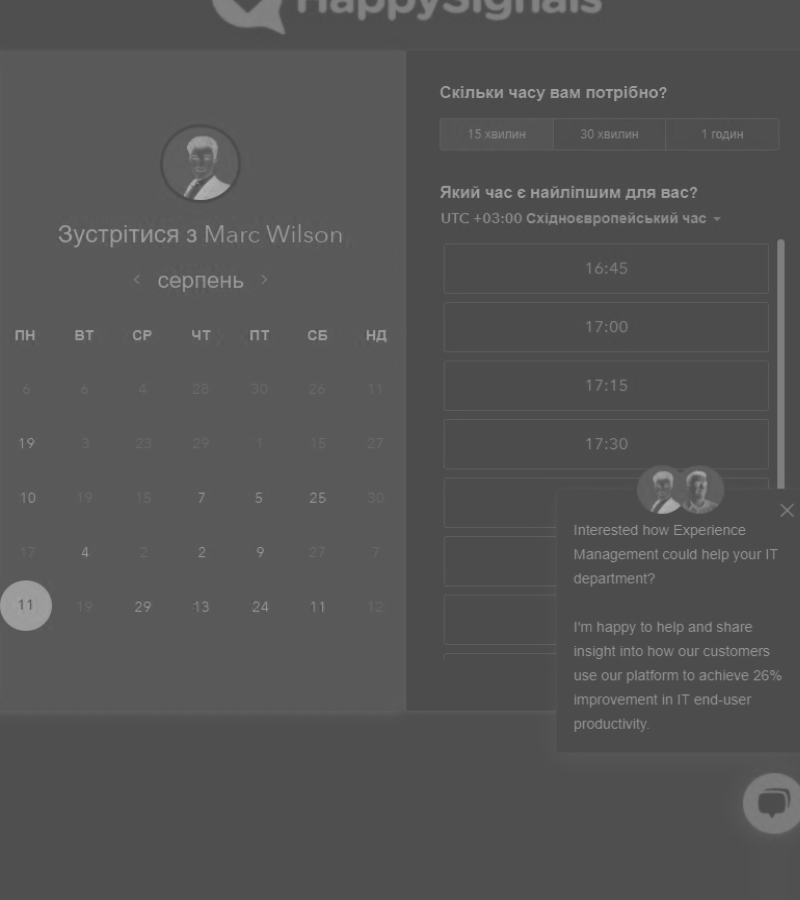 HappySignals
Зустрітися з Marc Wilson
серпень
ПН ВТ СР ЧТ ПТ СБ НД
6 6 4 28 30 26 11
19 3 23 29 1 15 27
10 19 15 7 5 25 30
17 4 2 2 9 27 7
11 19 29 13 24 11 12
Скільки часу вам потрібно?
15 хвилин 30 хвилин 1 годин
Який час є найліпшим для вас?
UTC +03:00 Східноєвропейський час
16:45
17:00
17:15
17:30
Interested how Experience
Management could help your IT
department?
I'm happy to help and share
insight into how our customers
use our platform to achieve 26%
improvement in IT end-user
productivity.